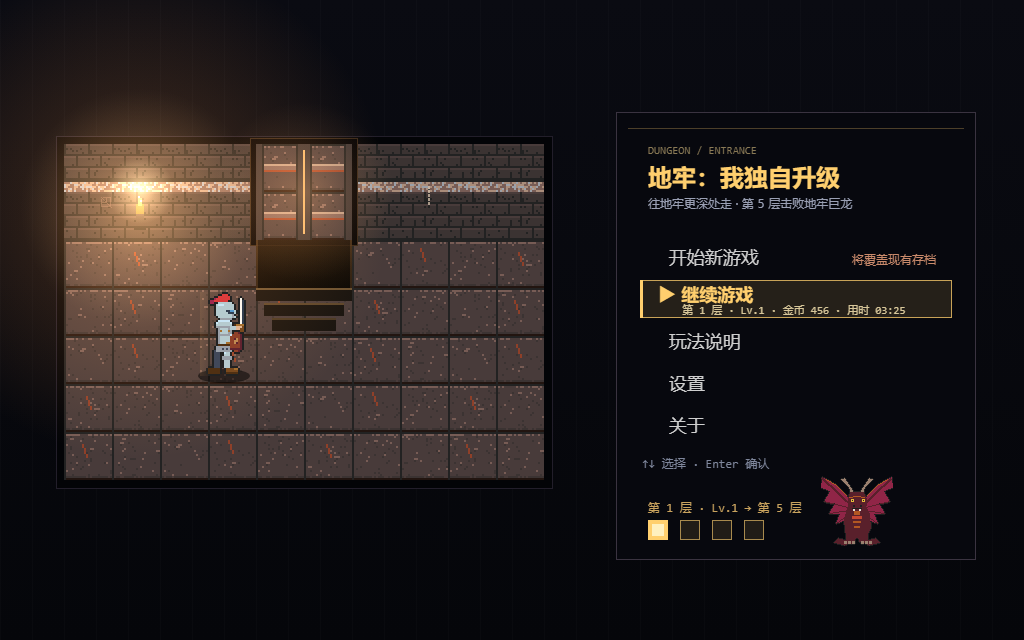 DUNGEON / ENTRANCE
地牢：我独自升级
往地牢更深处走 · 第 5 层击败地牢巨龙
开始新游戏 将覆盖现有存档
▶ 继续游戏
第 1 层 · Lv.1 · 金币 456 · 用时 03:25
玩法说明
设置
关于
↑↓ 选择 · Enter 确认
第 1 层 · Lv.1 → 第 5 层